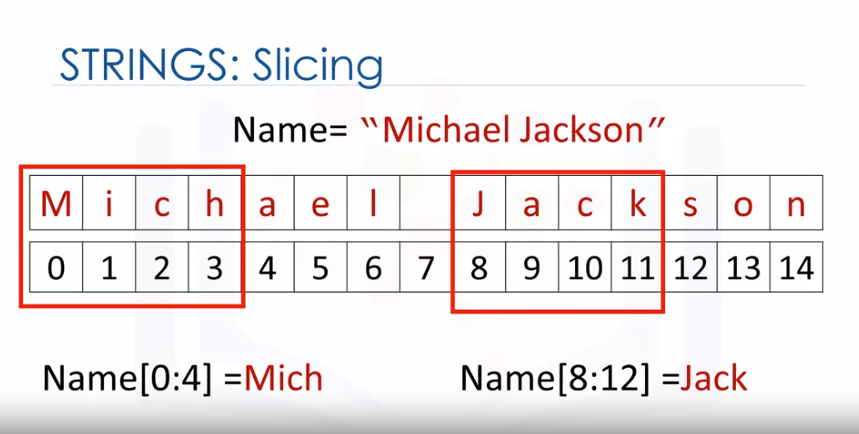 STRINGS: Slicing
Name= “Michael Jackson”
M i c h a e l J a c k s o n
0 1 2 3 4 5 6 7 8 9 10 11 12 13 14
Name[0:4] =Mich
Name[8:12] =Jack